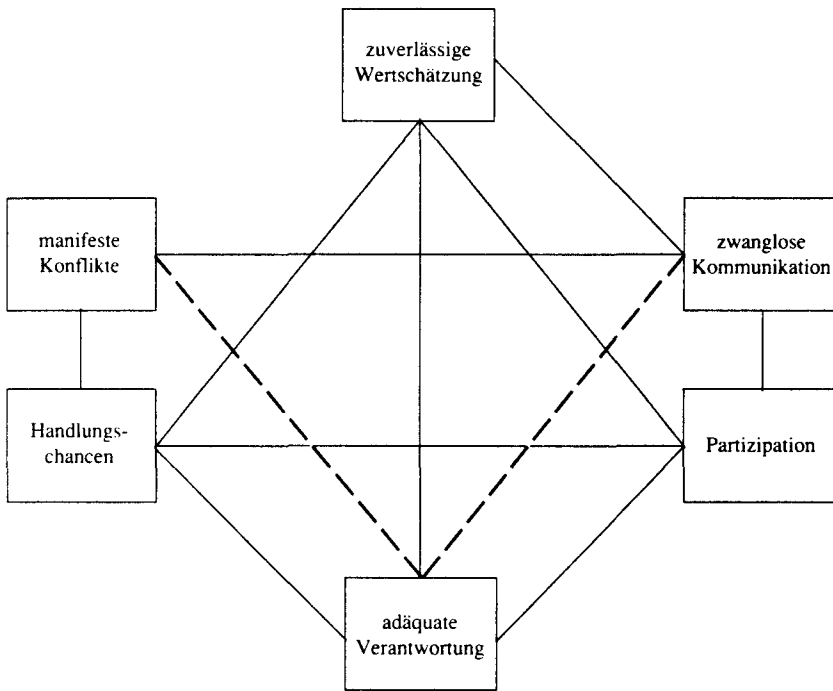 zuverlässige
Wertschätzung
manifeste
Konflikte
zwanglose
Kommunikation
Handlungs-
chancen
Partizipation
adäquate
Verantwortung